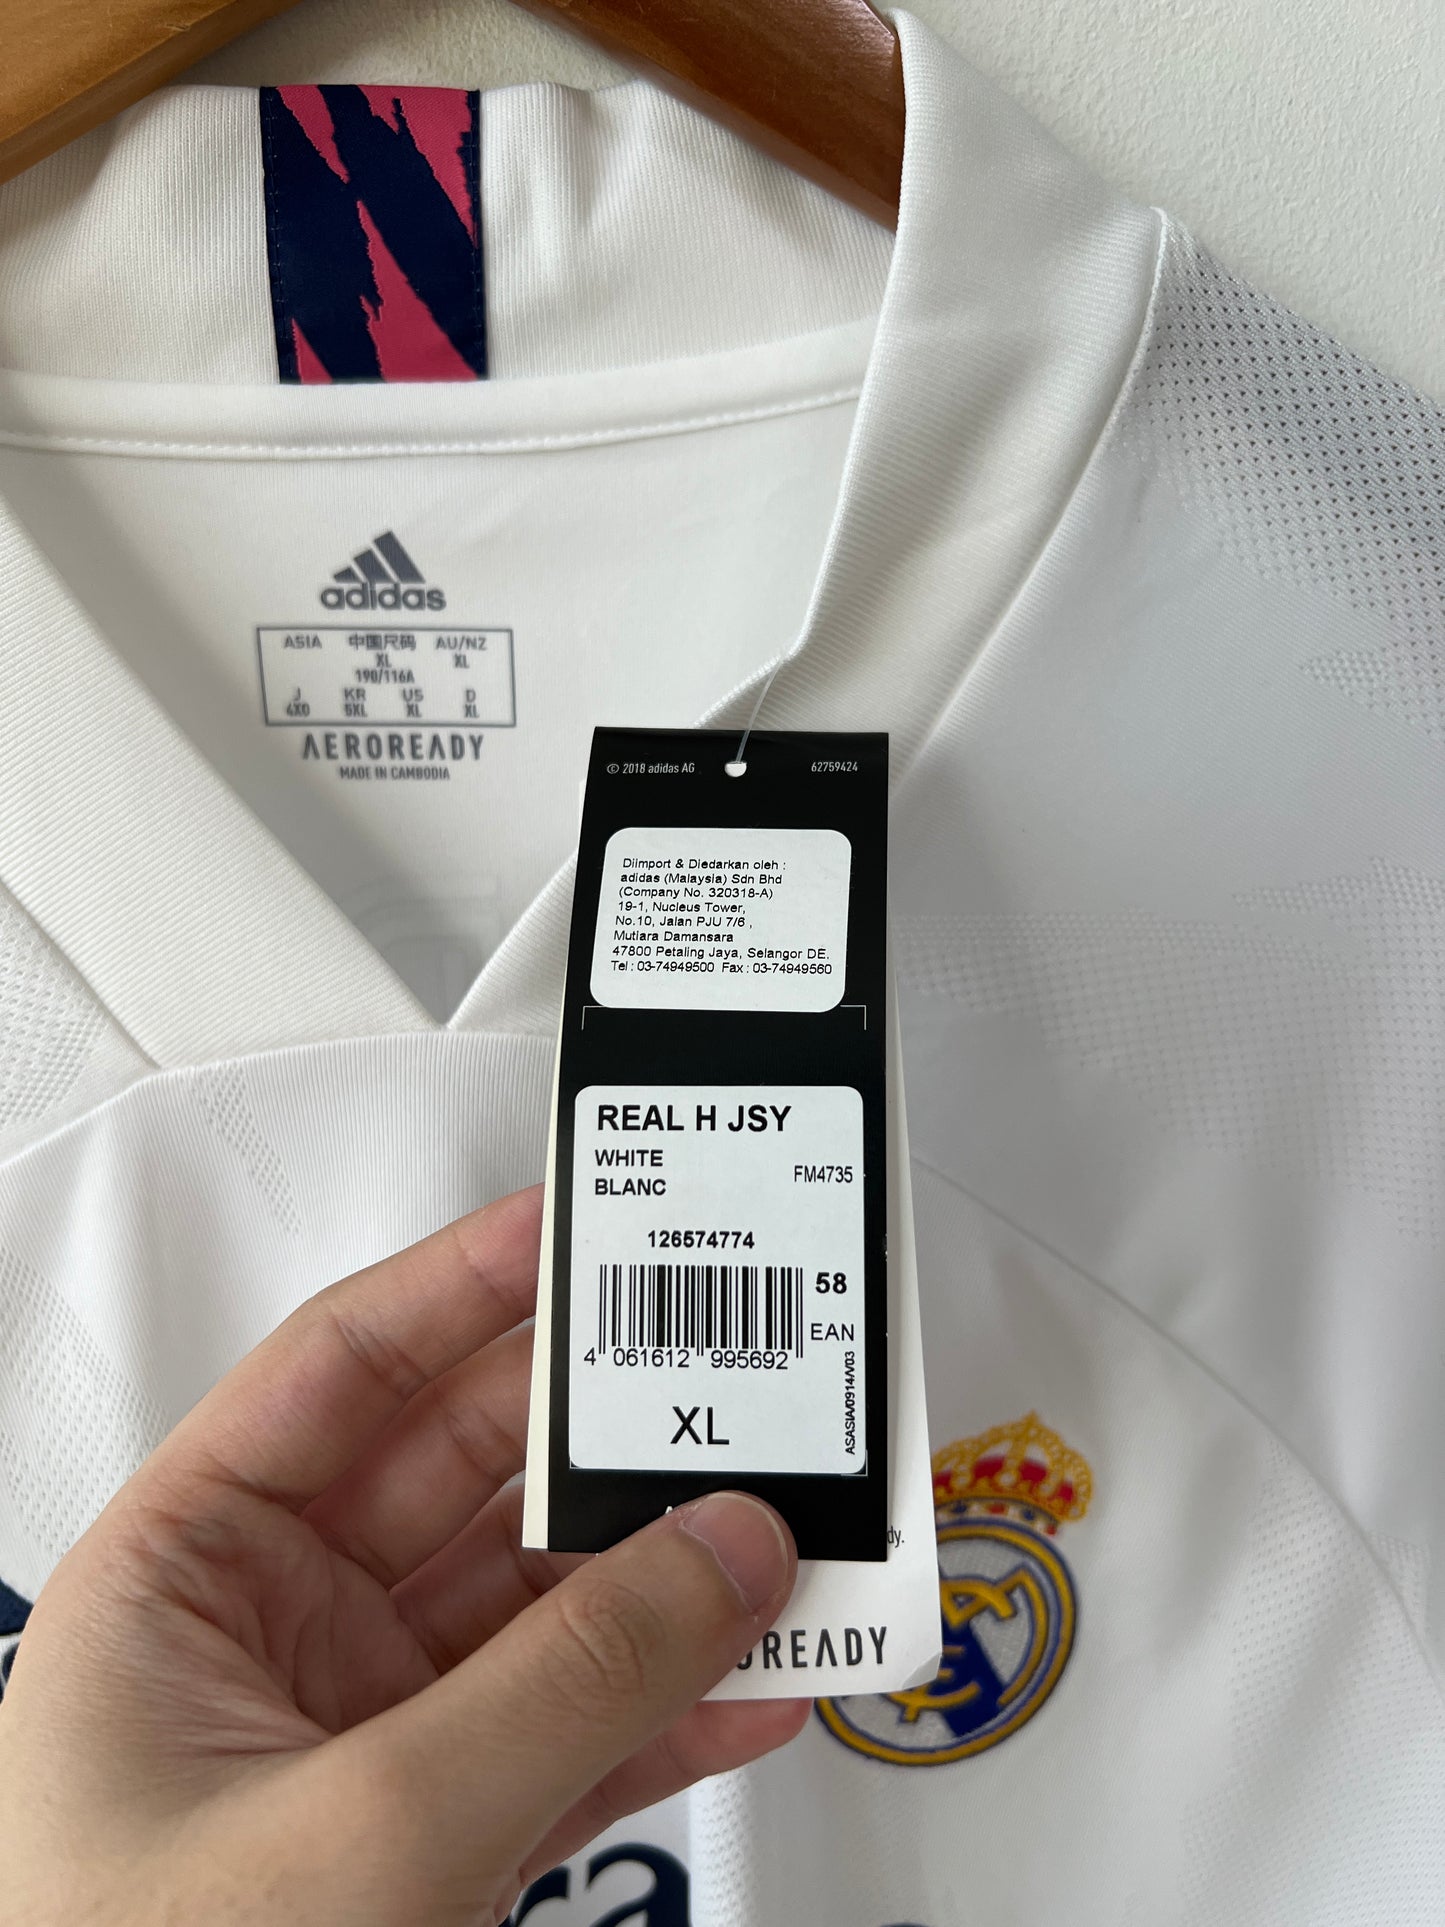 adidas
ASIA 中国尺码 AU/NZ
XL XL
190/116A
J KR US D
4XO 5XL XL XL
AEROREADY
MADE IN CAMBODIA
© 2018 adidas AG 62759424
Diimport & Diedarkan oleh :
adidas (Malaysia) Sdn Bhd
(Company No. 320318-A)
19-1, Nucleus Tower,
No.10, Jalan PJU 7/6 ,
Mutiara Damansara
47800 Petaling Jaya, Selangor DE.
Tel : 03-74949500 Fax : 03-74949560
REAL H JSY
WHITE
BLANC
FM4735
126574774
58
EAN
4 061612 995692
XL
ASASIA/0914/V03
dy.
READY